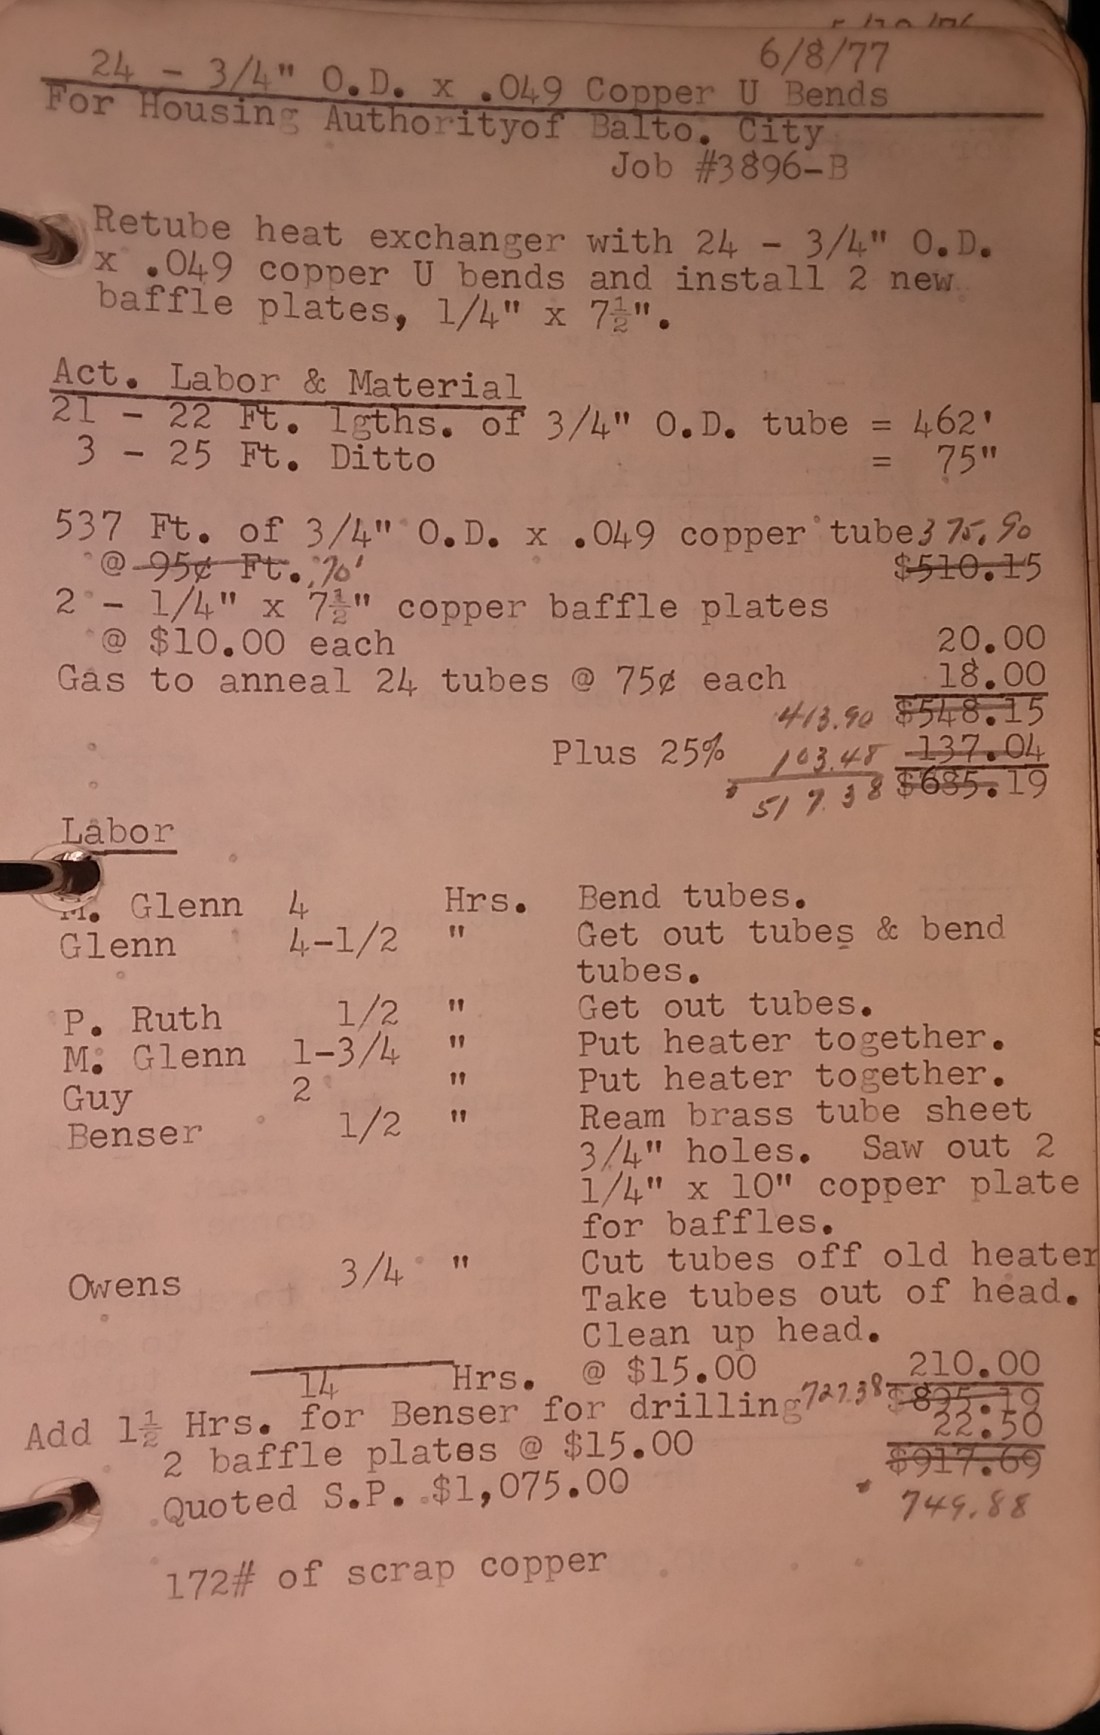 6/8/77
24 - 3/4" O.D. x .049 Copper U Bends
For Housing Authorityof Balto. City
Job #3896-B
Retube heat exchanger with 24 - 3/4" O.D.
x .049 copper U bends and install 2 new
baffle plates, 1/4" x 7½".
Act. Labor & Material
21 - 22 Ft. lgths. of 3/4" O.D. tube = 462'
3 - 25 Ft. Ditto = 75"
537 Ft. of 3/4" O.D. x .049 copper tube 375.90
@ 95¢ Ft. .70' $510.15
2 - 1/4" x 7½" copper baffle plates
@ $10.00 each 20.00
Gas to anneal 24 tubes @ 75¢ each 18.00
413.90 $548.15
Plus 25% 103.48 137.04
$517.38 $685.19
Labor
M. Glenn 4 Hrs. Bend tubes.
Glenn 4-1/2 " Get out tubes & bend
tubes.
P. Ruth 1/2 " Get out tubes.
M. Glenn 1-3/4 " Put heater together.
Guy 2 " Put heater together.
Benser 1/2 " Ream brass tube sheet
3/4" holes. Saw out 2
1/4" x 10" copper plate
for baffles.
Owens 3/4 " Cut tubes off old heater
Take tubes out of head.
Clean up head.
14 Hrs. @ $15.00 210.00
727.38 $895.19
Add 1½ Hrs. for Benser for drilling 22.50
2 baffle plates @ $15.00 $917.69
Quoted S.P. $1,075.00 749.88
172# of scrap copper